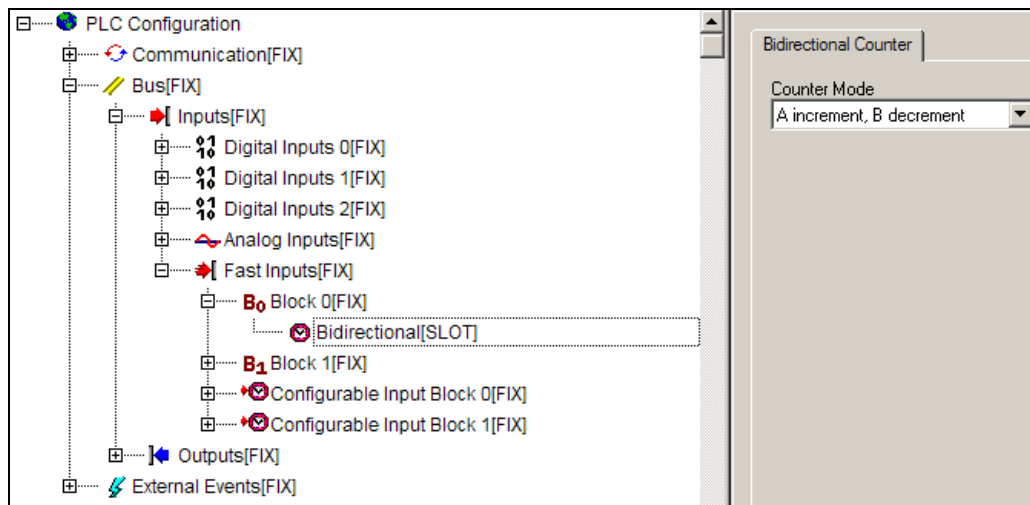 PLC Configuration
Communication[FIX]
Bus[FIX]
Inputs[FIX]
Digital Inputs 0[FIX]
Digital Inputs 1[FIX]
Digital Inputs 2[FIX]
Analog Inputs[FIX]
Fast Inputs[FIX]
B0 Block 0[FIX]
Bidirectional[SLOT]
B1 Block 1[FIX]
Configurable Input Block 0[FIX]
Configurable Input Block 1[FIX]
Outputs[FIX]
External Events[FIX]
Bidirectional Counter
Counter Mode
A increment, B decrement